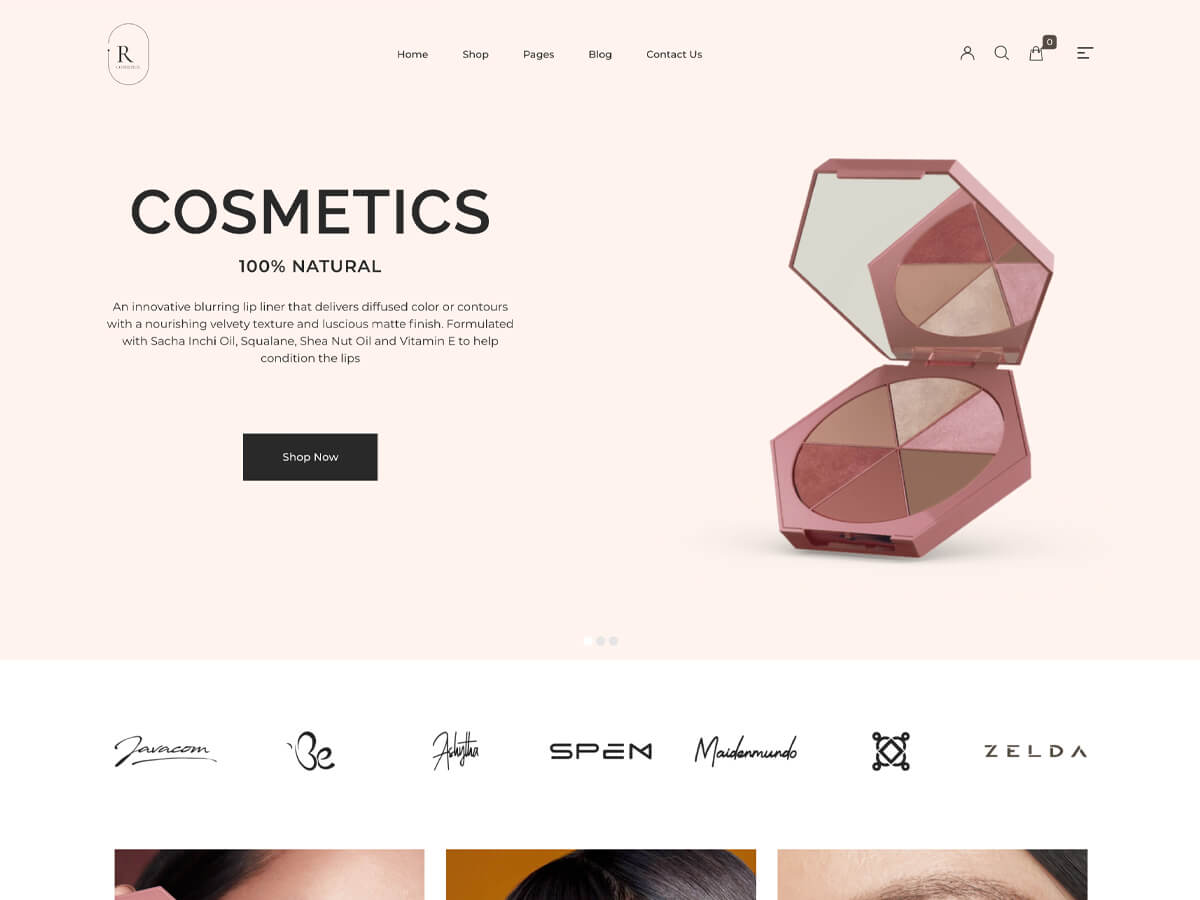 R
Home
Shop
Pages
Blog
Contact Us
0
COSMETICS
100% NATURAL
An innovative blurring lip liner that delivers diffused color or contours
with a nourishing velvety texture and luscious matte finish. Formulated
with Sacha Inchi Oil, Squalane, Shea Nut Oil and Vitamin E to help
condition the lips
Shop Now
Javacom
Be
Ashytha
SPEM
Maidenmundo
ZELDA